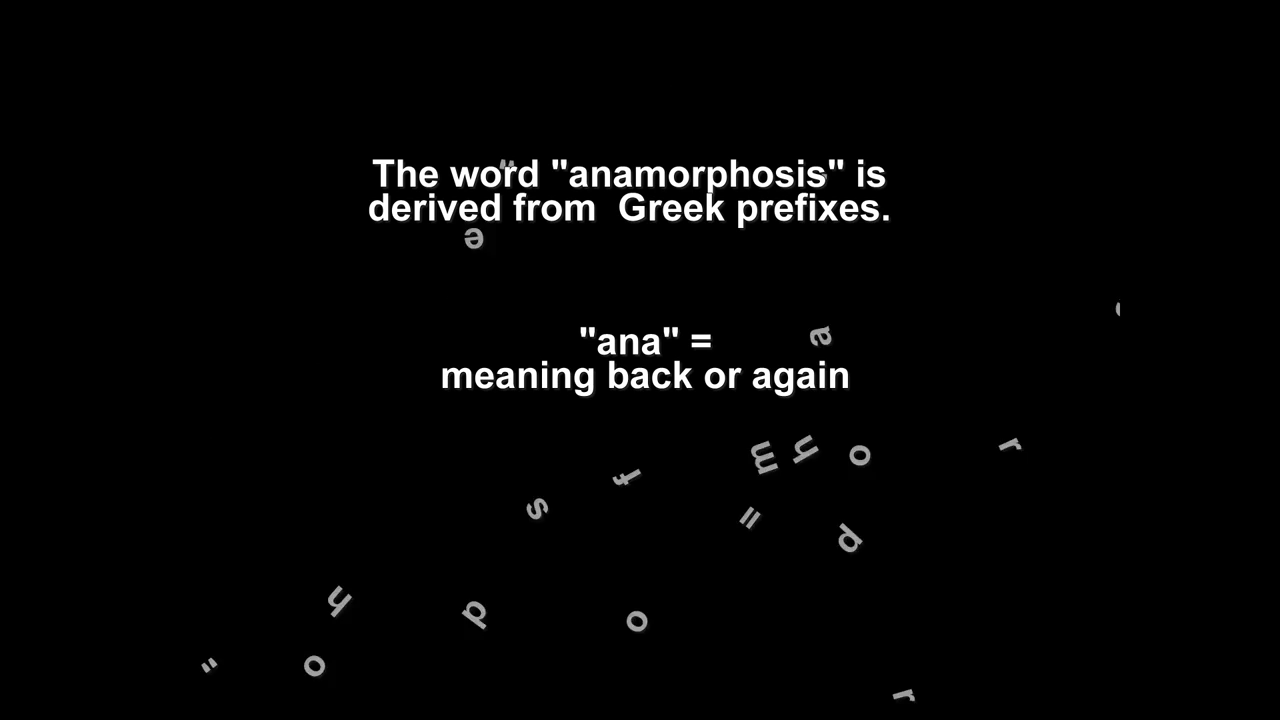 The word "anamorphosis" is
derived from  Greek prefixes.
"ana" =
meaning back or again